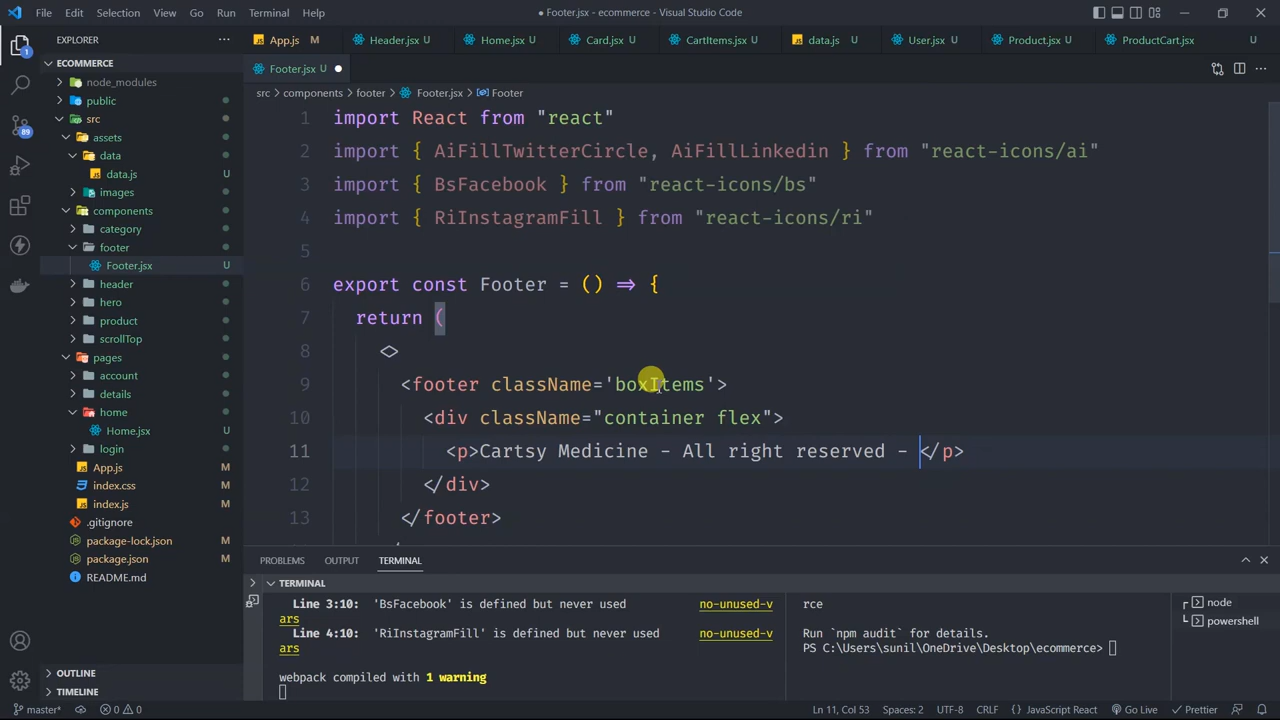 File Edit Selection View Go Run Terminal Help
● Footer.jsx - ecommerce - Visual Studio Code
EXPLORER
ECOMMERCE
node_modules
public
src
assets
data
data.js
images
components
category
footer
Footer.jsx U
header
hero
product
scrollTop
pages
account
details
home
Home.jsx U
login
App.js M
index.css M
index.js M
.gitignore
package-lock.json M
package.json M
README.md
OUTLINE
TIMELINE
1
89
App.js M Header.jsx U Home.jsx U Card.jsx U CartItems.jsx U data.js U User.jsx U Product.jsx U ProductCart.jsx U
Footer.jsx U ●
src > components > footer > Footer.jsx > Footer
1 import React from "react"
2 import { AiFillTwitterCircle, AiFillLinkedin } from "react-icons/ai"
3 import { BsFacebook } from "react-icons/bs"
4 import { RiInstagramFill } from "react-icons/ri"
5
6 export const Footer = () => {
7 return (
8 <>
9 <footer className='boxItems'>
10 <div className="container flex">
11 <p>Cartsy Medicine - All right reserved - </p>
12 </div>
13 </footer>
PROBLEMS OUTPUT TERMINAL
TERMINAL
Line 3:10: 'BsFacebook' is defined but never used no-unused-v
ars
Line 4:10: 'RiInstagramFill' is defined but never used no-unused-v
ars
webpack compiled with 1 warning
rce
Run `npm audit` for details.
PS C:\Users\sunil\OneDrive\Desktop\ecommerce>
node
powershell
master* 0 0 Ln 11, Col 53 Spaces: 2 UTF-8 CRLF { } JavaScript React Go Live Prettier